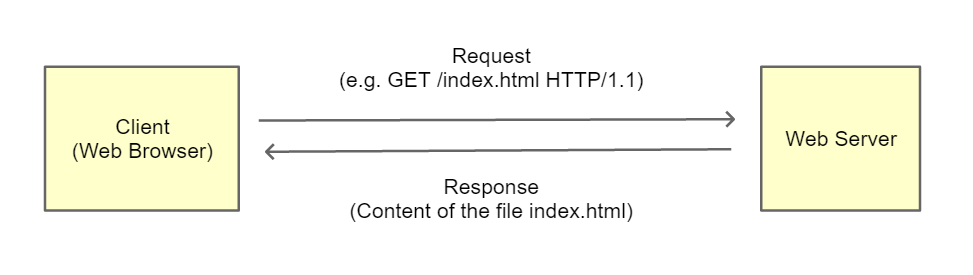 Request
(e.g. GET /index.html HTTP/1.1)
Client
(Web Browser)
Web Server
Response
(Content of the file index.html)